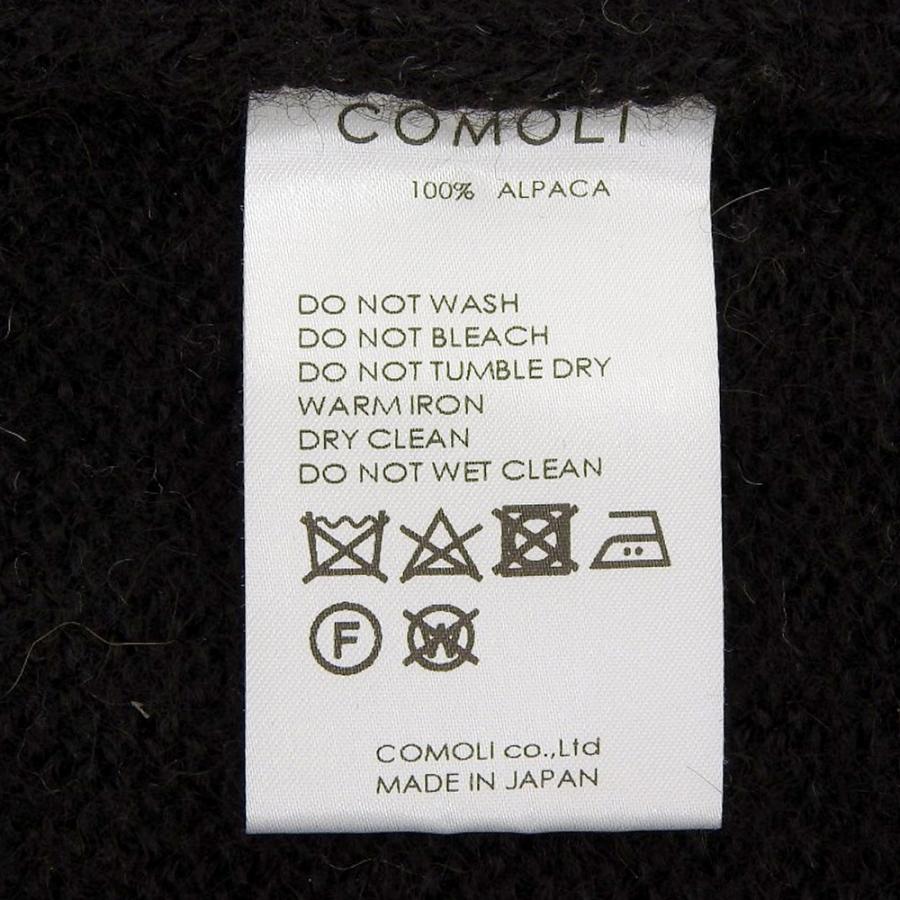 COMOLI
100% ALPACA
DO NOT WASH
DO NOT BLEACH
DO NOT TUMBLE DRY
WARM IRON
DRY CLEAN
DO NOT WET CLEAN
F W
COMOLI co.,Ltd
MADE IN JAPAN